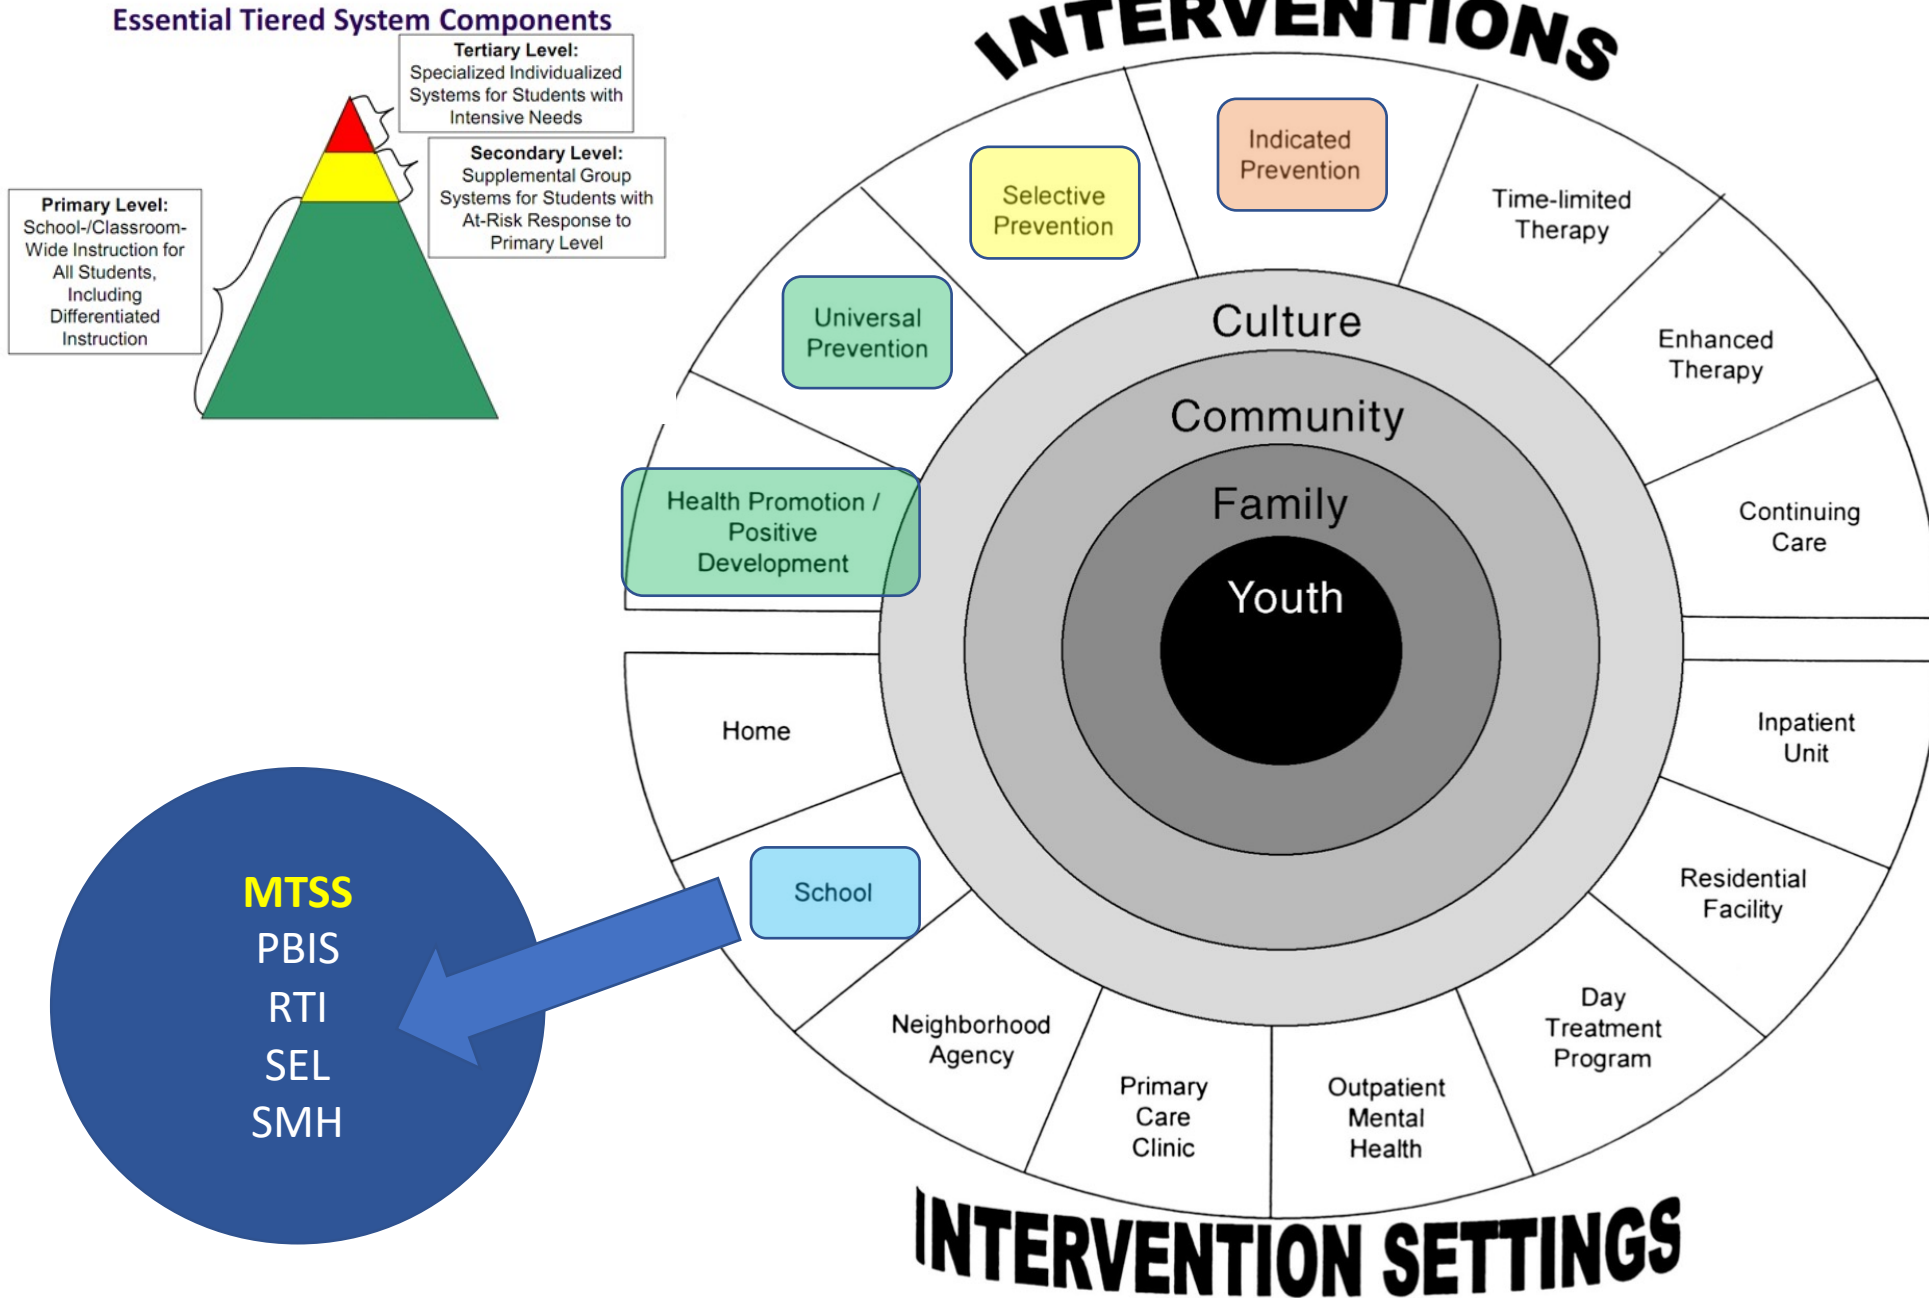 Essential Tiered System Components
Tertiary Level:
Specialized Individualized
Systems for Students with
Intensive Needs
Secondary Level:
Supplemental Group
Systems for Students with
At-Risk Response to
Primary Level
Primary Level:
School-/Classroom-
Wide Instruction for
All Students,
Including
Differentiated
Instruction
INTERVENTIONS
Health Promotion /
Positive
Development
Universal
Prevention
Selective
Prevention
Indicated
Prevention
Time-limited
Therapy
Enhanced
Therapy
Continuing
Care
Culture
Community
Family
Youth
Home
School
Neighborhood
Agency
Primary
Care
Clinic
Outpatient
Mental
Health
Day
Treatment
Program
Residential
Facility
Inpatient
Unit
INTERVENTION SETTINGS
MTSS
PBIS
RTI
SEL
SMH